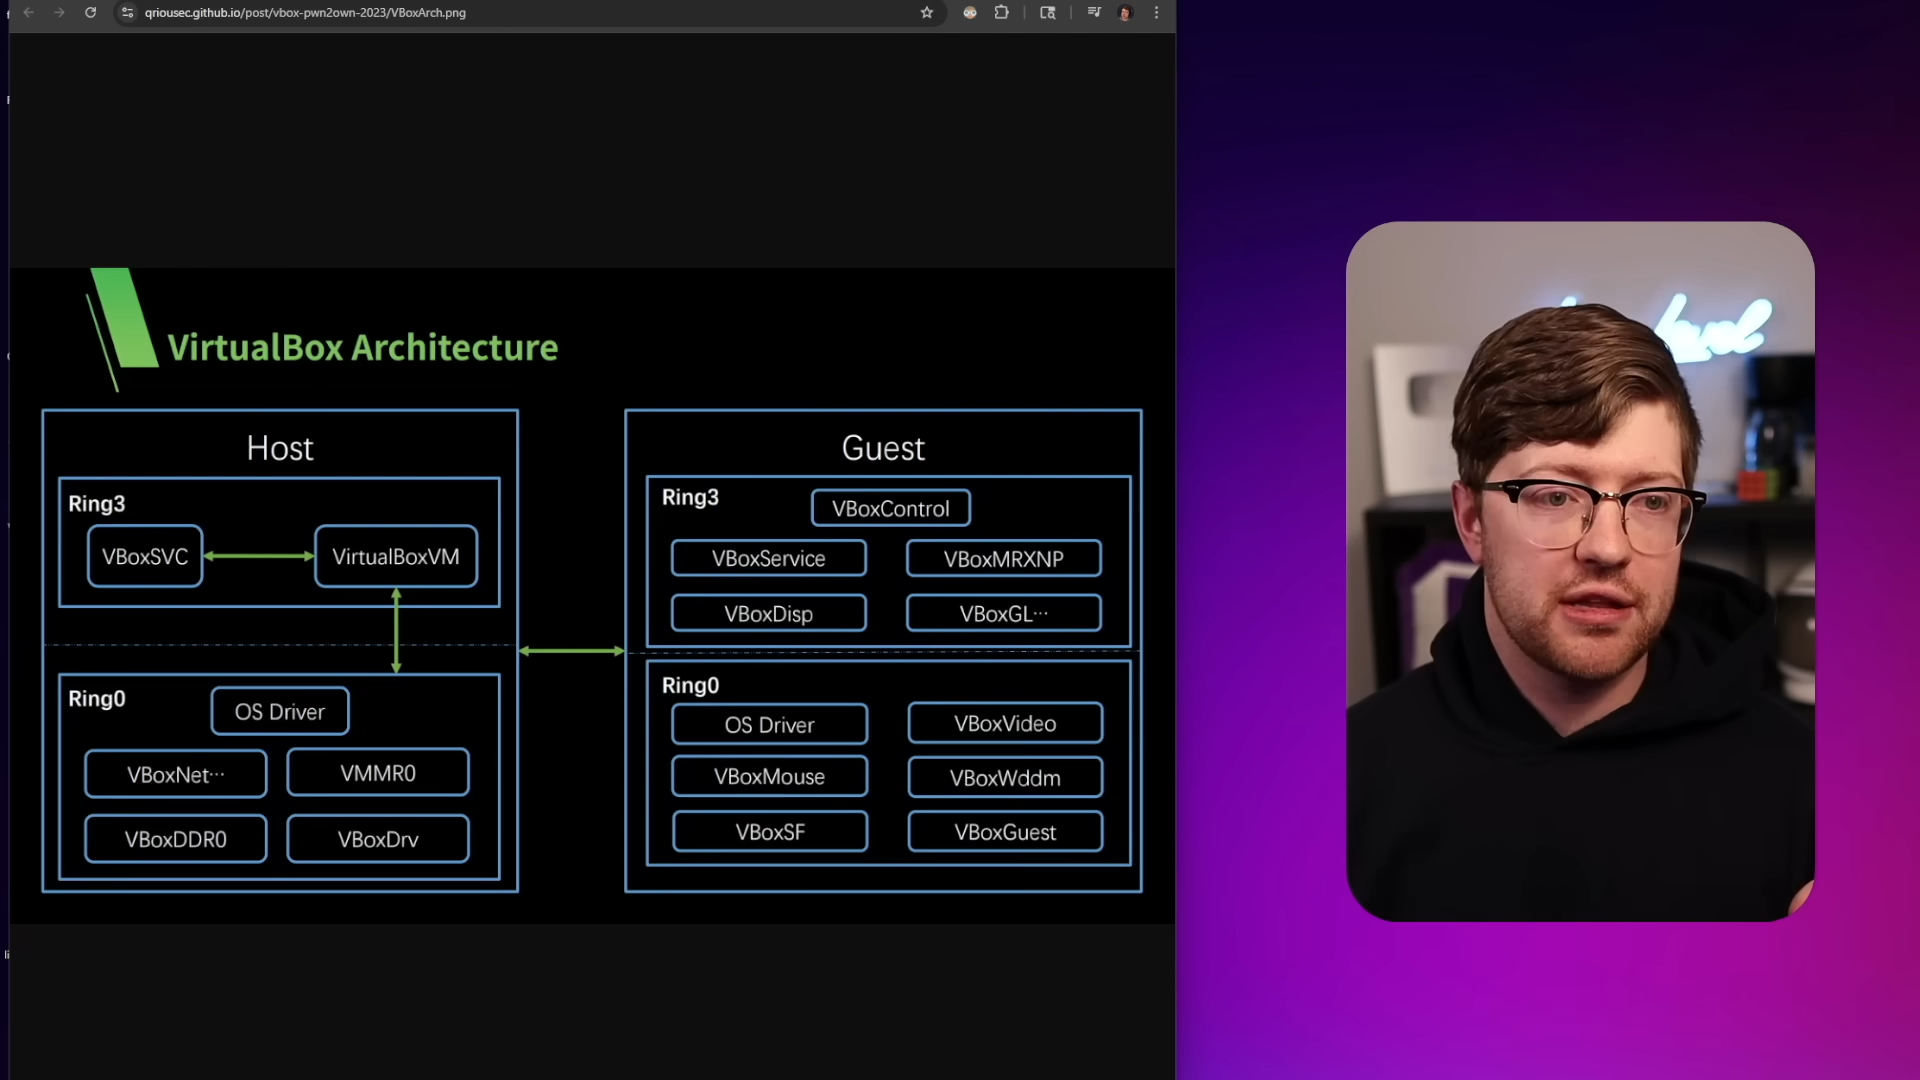 qriousec.github.io/post/vbox-pwn2own-2023/VBoxArch.png
VirtualBox Architecture
Host
Ring3
VBoxSVC
VirtualBoxVM
Ring0
OS Driver
VBoxNet···
VMMR0
VBoxDDR0
VBoxDrv
Guest
Ring3
VBoxControl
VBoxService
VBoxMRXNP
VBoxDisp
VBoxGL···
Ring0
OS Driver
VBoxVideo
VBoxMouse
VBoxWddm
VBoxSF
VBoxGuest
level